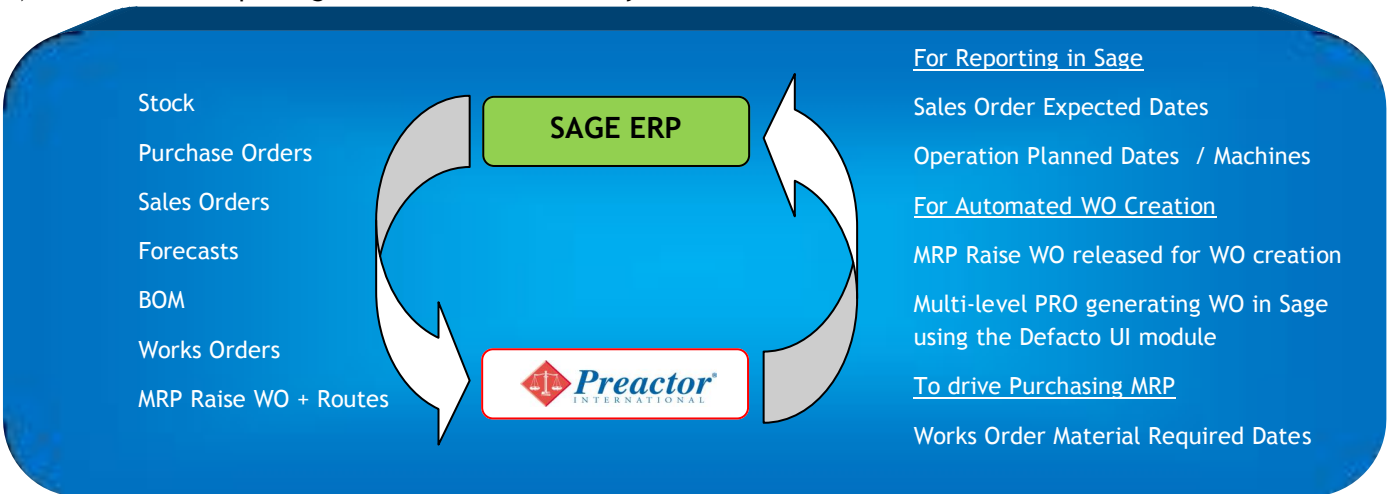 Stock
Purchase Orders
Sales Orders
Forecasts
BOM
Works Orders
MRP Raise WO + Routes
SAGE ERP
Preactor®
INTERNATIONAL
For Reporting in Sage
Sales Order Expected Dates
Operation Planned Dates / Machines
For Automated WO Creation
MRP Raise WO released for WO creation
Multi-level PRO generating WO in Sage
using the Defacto UI module
To drive Purchasing MRP
Works Order Material Required Dates